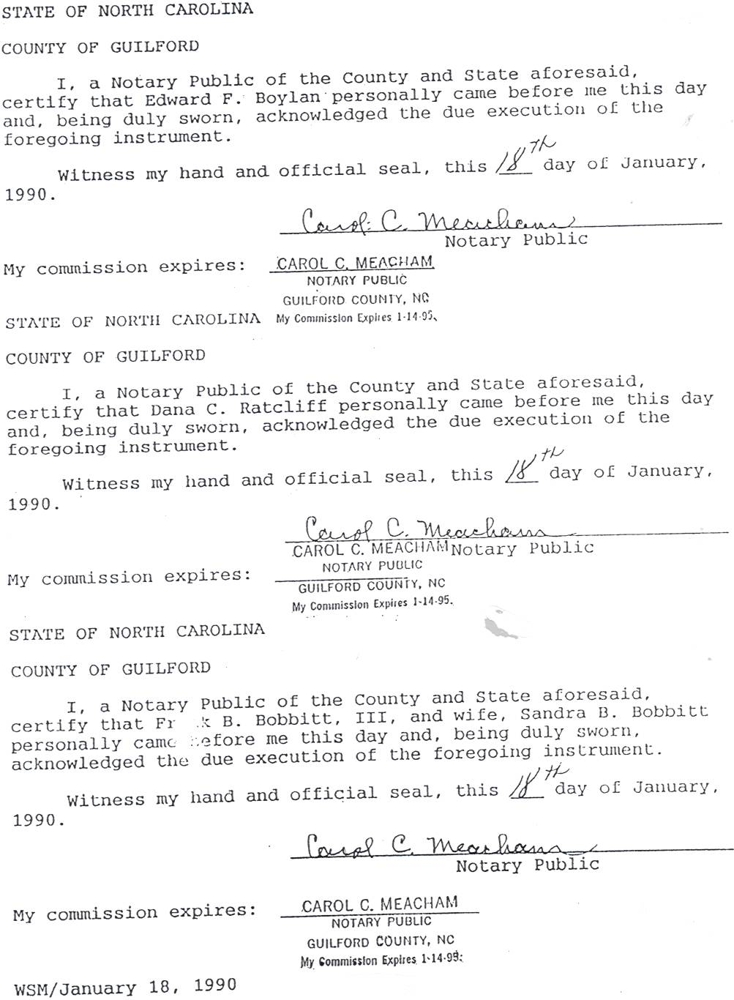 STATE OF NORTH CAROLINA
COUNTY OF GUILFORD
I, a Notary Public of the County and State aforesaid,
certify that Edward F. Boylan personally came before me this day
and, being duly sworn, acknowledged the due execution of the
foregoing instrument.
Witness my hand and official seal, this 18th day of January,
1990.
Carol C. Meacham
Notary Public
My commission expires: CAROL C. MEACHAM
NOTARY PUBLIC
GUILFORD COUNTY, NC
STATE OF NORTH CAROLINA My Commission Expires 1-14-95.
COUNTY OF GUILFORD
I, a Notary Public of the County and State aforesaid,
certify that Dana C. Ratcliff personally came before me this day
and, being duly sworn, acknowledged the due execution of the
foregoing instrument.
Witness my hand and official seal, this 18th day of January,
1990.
Carol C. Meacham
CAROL C. MEACHAM Notary Public
NOTARY PUBLIC
My commission expires:
GUILFORD COUNTY, NC
My Commission Expires 1-14-95.
STATE OF NORTH CAROLINA
COUNTY OF GUILFORD
I, a Notary Public of the County and State aforesaid,
certify that B. Bobbitt, III, and wife, Sandra B. Bobbitt
personally came before me this day and, being duly sworn,
acknowledged the due execution of the foregoing instrument.
Witness my hand and official seal, this 18th day of January,
1990.
Carol C. Meacham
Notary Public
My commission expires: CAROL C. MEACHAM
NOTARY PUBLIC
GUILFORD COUNTY, NC
My Commission Expires 1-14-95.
WSM/January 18, 1990